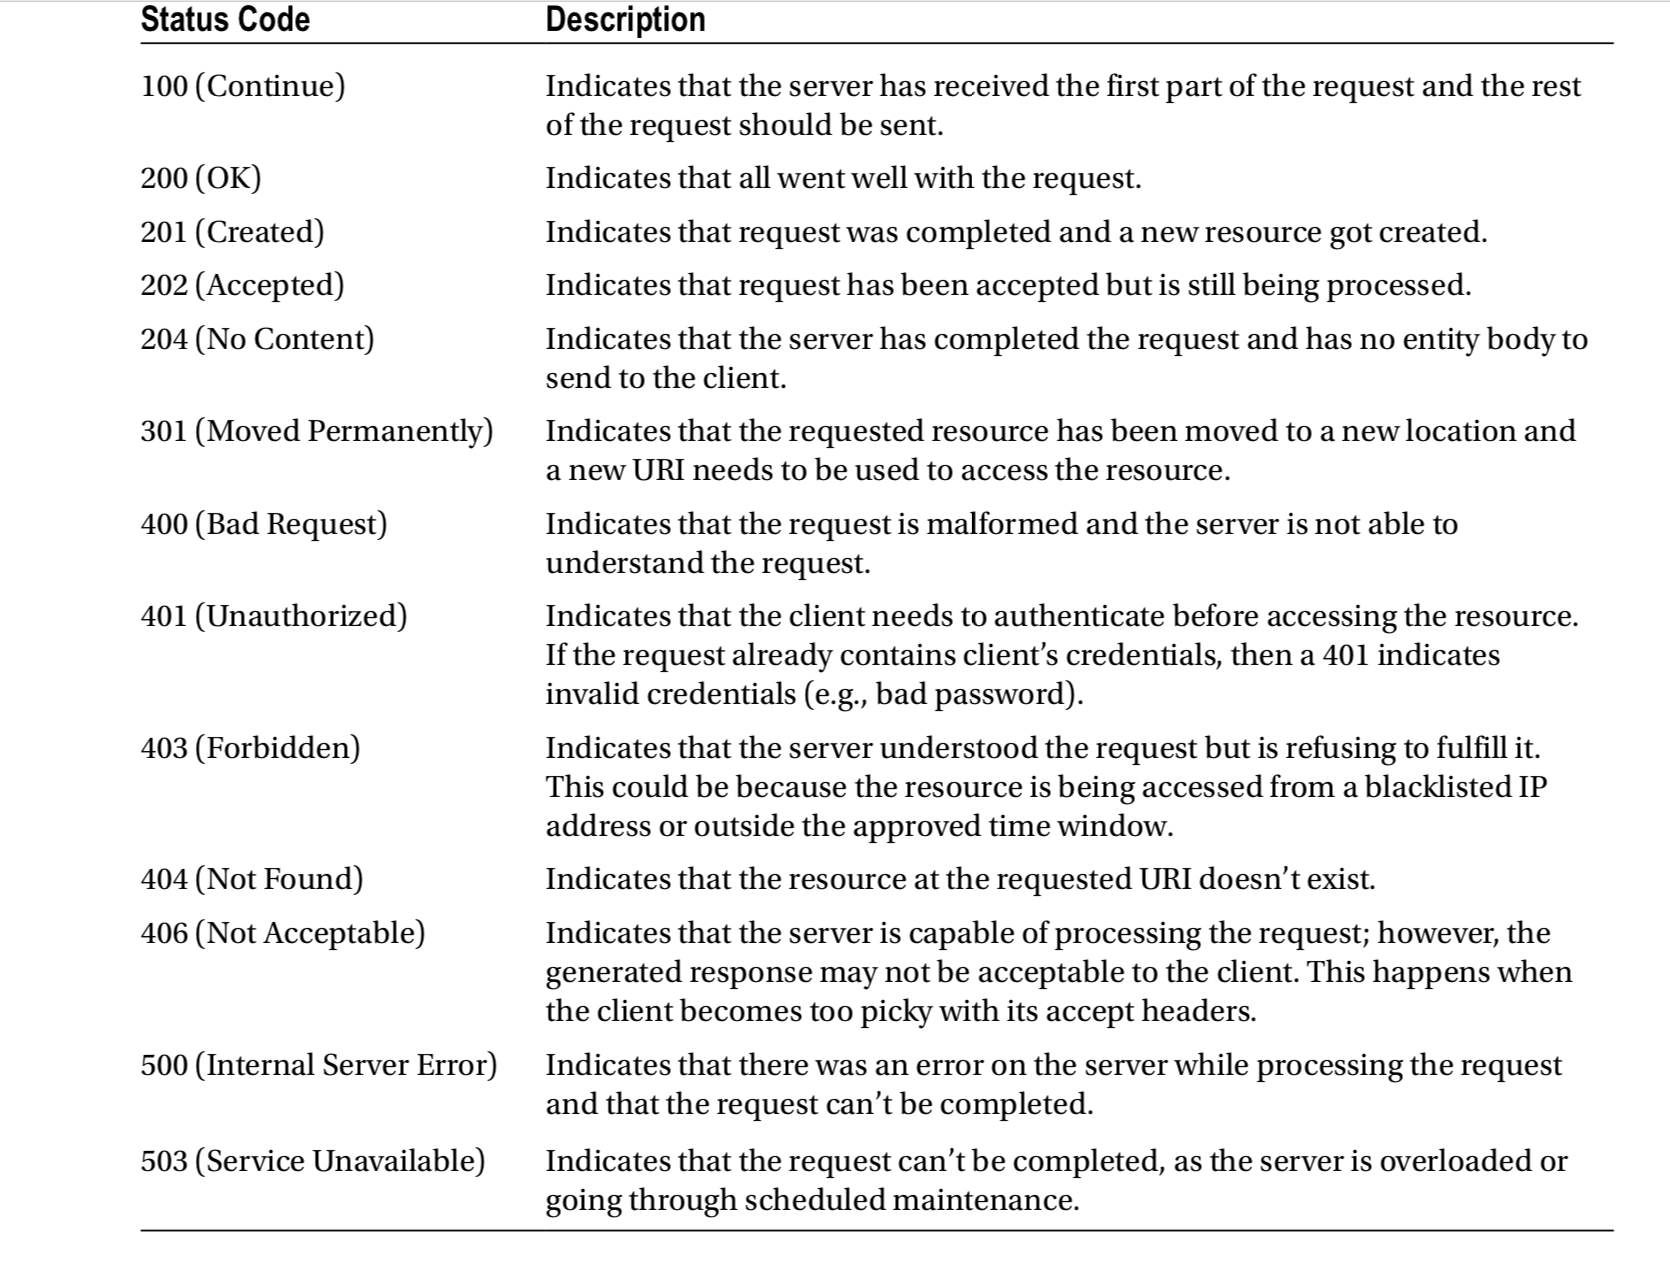 Status Code Description
100 (Continue) Indicates that the server has received the first part of the request and the rest
of the request should be sent.
200 (OK) Indicates that all went well with the request.
201 (Created) Indicates that request was completed and a new resource got created.
202 (Accepted) Indicates that request has been accepted but is still being processed.
204 (No Content) Indicates that the server has completed the request and has no entity body to
send to the client.
301 (Moved Permanently) Indicates that the requested resource has been moved to a new location and
a new URI needs to be used to access the resource.
400 (Bad Request) Indicates that the request is malformed and the server is not able to
understand the request.
401 (Unauthorized) Indicates that the client needs to authenticate before accessing the resource.
If the request already contains client’s credentials, then a 401 indicates
invalid credentials (e.g., bad password).
403 (Forbidden) Indicates that the server understood the request but is refusing to fulfill it.
This could be because the resource is being accessed from a blacklisted IP
address or outside the approved time window.
404 (Not Found) Indicates that the resource at the requested URI doesn’t exist.
406 (Not Acceptable) Indicates that the server is capable of processing the request; however, the
generated response may not be acceptable to the client. This happens when
the client becomes too picky with its accept headers.
500 (Internal Server Error) Indicates that there was an error on the server while processing the request
and that the request can’t be completed.
503 (Service Unavailable) Indicates that the request can’t be completed, as the server is overloaded or
going through scheduled maintenance.